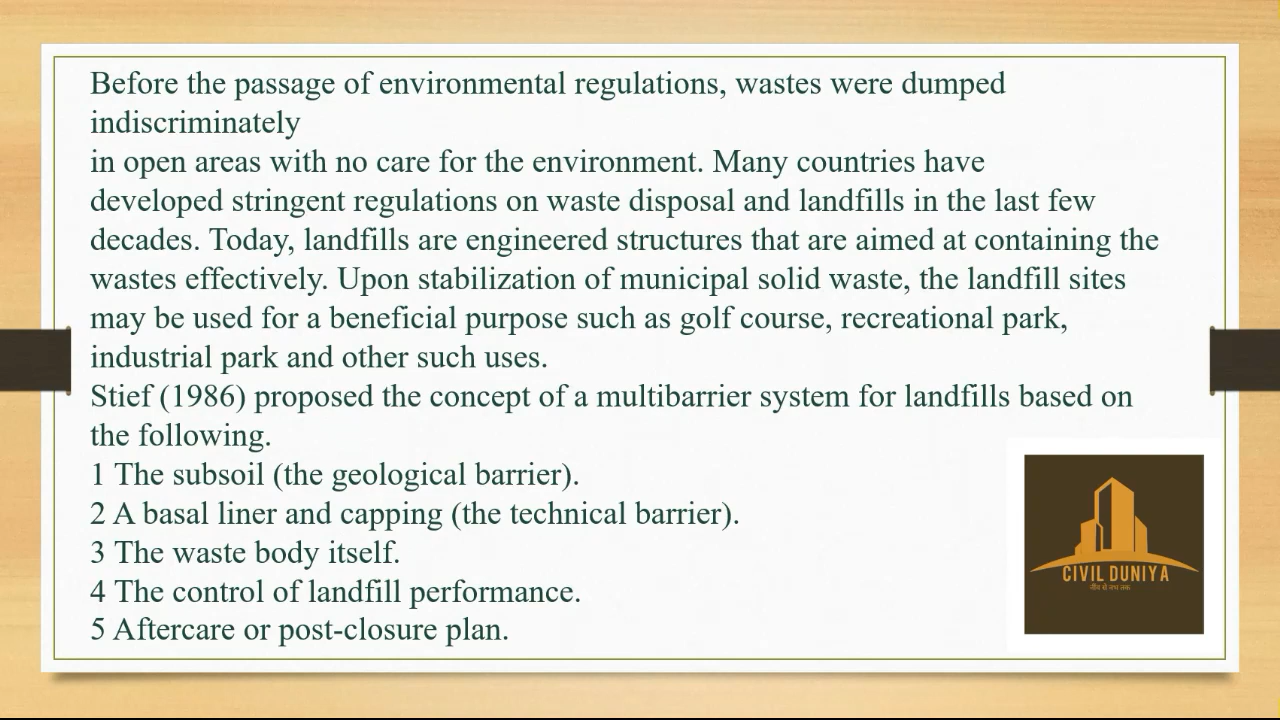 Before the passage of environmental regulations, wastes were dumped
indiscriminately
in open areas with no care for the environment. Many countries have
developed stringent regulations on waste disposal and landfills in the last few
decades. Today, landfills are engineered structures that are aimed at containing the
wastes effectively. Upon stabilization of municipal solid waste, the landfill sites
may be used for a beneficial purpose such as golf course, recreational park,
industrial park and other such uses.
Stief (1986) proposed the concept of a multibarrier system for landfills based on
the following.
1 The subsoil (the geological barrier).
2 A basal liner and capping (the technical barrier).
3 The waste body itself.
4 The control of landfill performance.
5 Aftercare or post-closure plan.
CIVIL DUNIYA
नींव से नभ तक